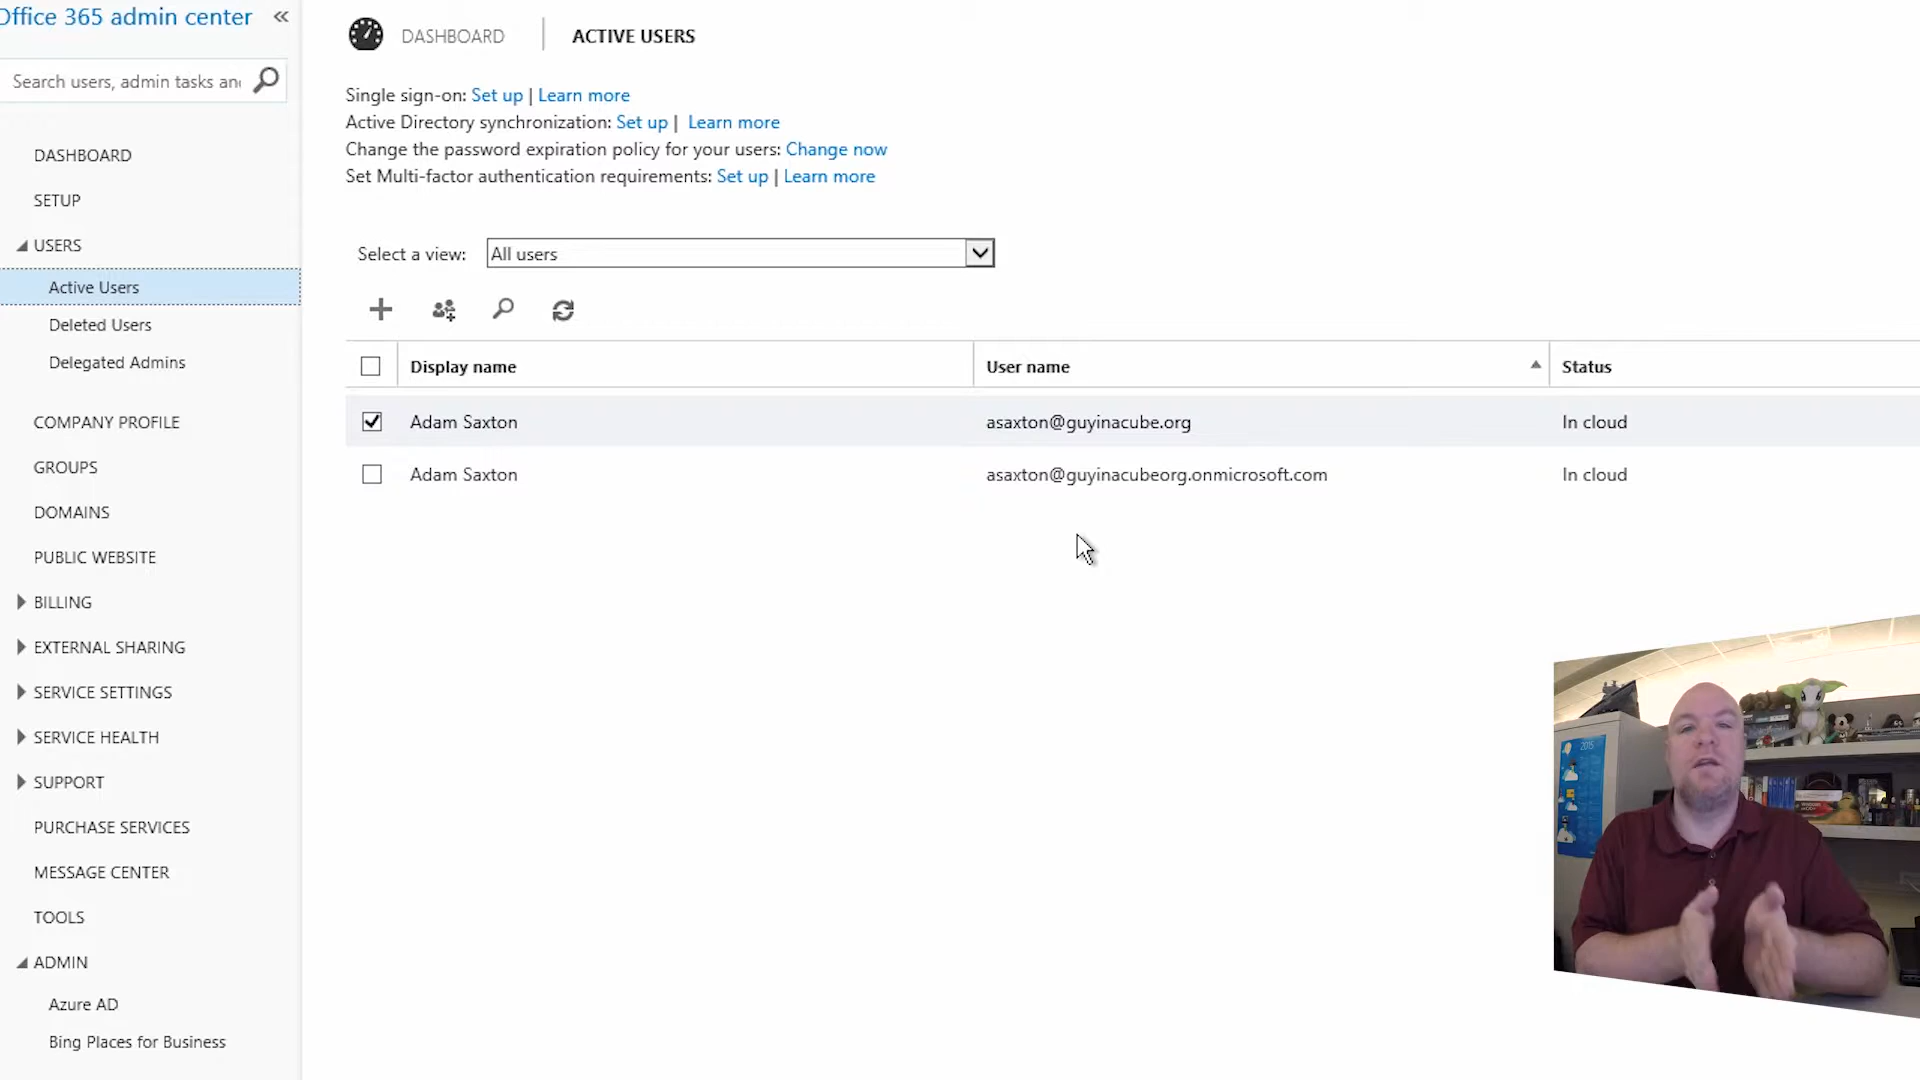 Office 365 admin center «
Search users, admin tasks an
DASHBOARD
SETUP
USERS
Active Users
Deleted Users
Delegated Admins
COMPANY PROFILE
GROUPS
DOMAINS
PUBLIC WEBSITE
BILLING
EXTERNAL SHARING
SERVICE SETTINGS
SERVICE HEALTH
SUPPORT
PURCHASE SERVICES
MESSAGE CENTER
TOOLS
ADMIN
Azure AD
Bing Places for Business
DASHBOARD | ACTIVE USERS
Single sign-on: Set up | Learn more
Active Directory synchronization: Set up | Learn more
Change the password expiration policy for your users: Change now
Set Multi-factor authentication requirements: Set up | Learn more
Select a view: All users
Display name User name Status
Adam Saxton asaxton@guyinacube.org In cloud
Adam Saxton asaxton@guyinacubeorg.onmicrosoft.com In cloud
2015